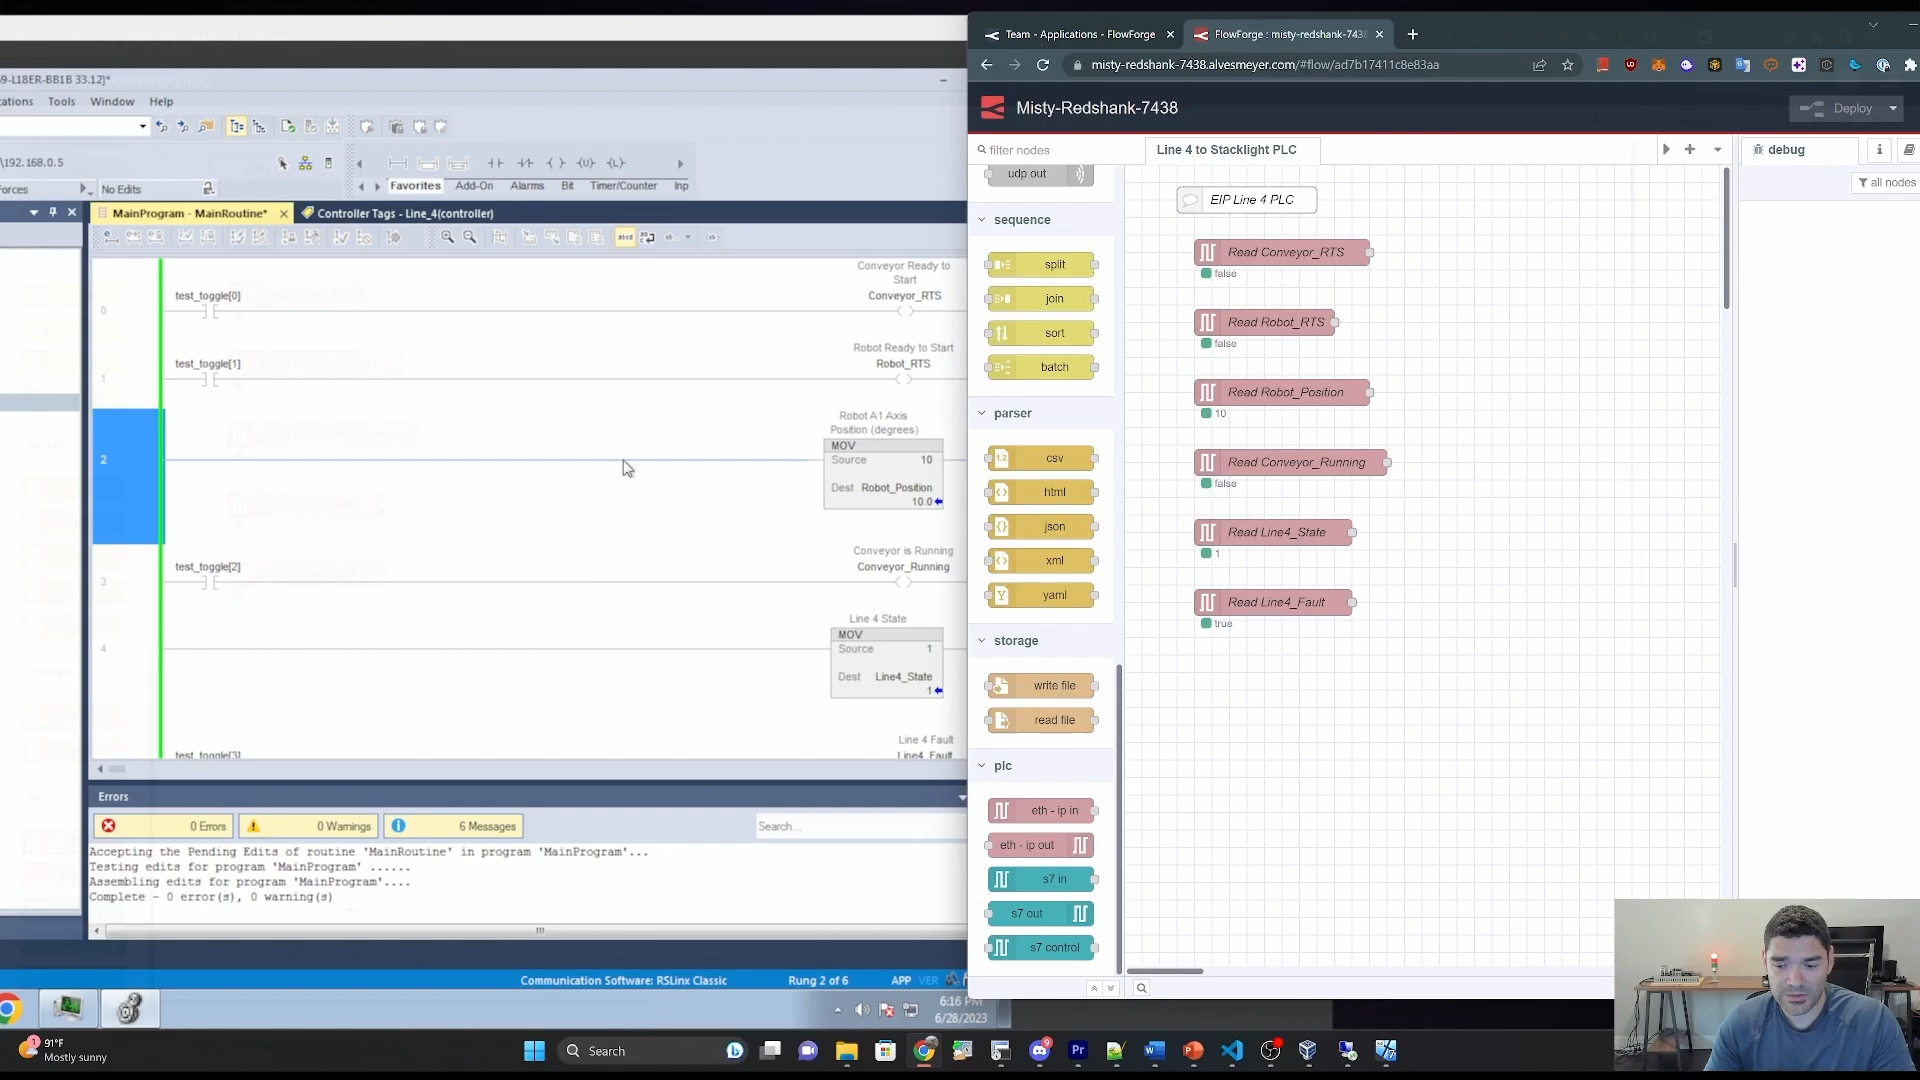 9-L18ER-BB1B 33.12]*
ations Tools Window Help
\192.168.0.5
Forces No Edits
Favorites Add-On Alarms Bit Timer/Counter Inp
MainProgram - MainRoutine*
Controller Tags - Line_4(controller)
Conveyor Ready to
Start
test_toggle[0] Conveyor_RTS
0
Robot Ready to Start
test_toggle[1] Robot_RTS
1
Robot A1 Axis
Position (degrees)
MOV
2
Source 10
Dest Robot_Position
10.0
Conveyor is Running
test_toggle[2] Conveyor_Running
3
Line 4 State
MOV
4
Source 1
Dest Line4_State
1
Line 4 Fault
test_toggle[3] Line4_Fault
Errors
0 Errors 0 Warnings 6 Messages Search...
Accepting the Pending Edits of routine 'MainRoutine' in program 'MainProgram'...
Testing edits for program 'MainProgram' ......
Assembling edits for program 'MainProgram'....
Complete - 0 error(s), 0 warning(s)
Communication Software: RSLinx Classic Rung 2 of 6 APP VER
6:16 PM
6/28/2023
Team - Applications - FlowForge
FlowForge : misty-redshank-7438
misty-redshank-7438.alvesmeyer.com/#flow/ad7b17411c8e83aa
Misty-Redshank-7438
Deploy
filter nodes
Line 4 to Stacklight PLC
debug
all nodes
udp out
sequence
split
join
sort
batch
parser
csv
html
json
xml
yaml
storage
write file
read file
plc
eth - ip in
eth - ip out
s7 in
s7 out
s7 control
EIP Line 4 PLC
Read Conveyor_RTS
false
Read Robot_RTS
false
Read Robot_Position
10
Read Conveyor_Running
false
Read Line4_State
1
Read Line4_Fault
true
91°F
Mostly sunny
Search